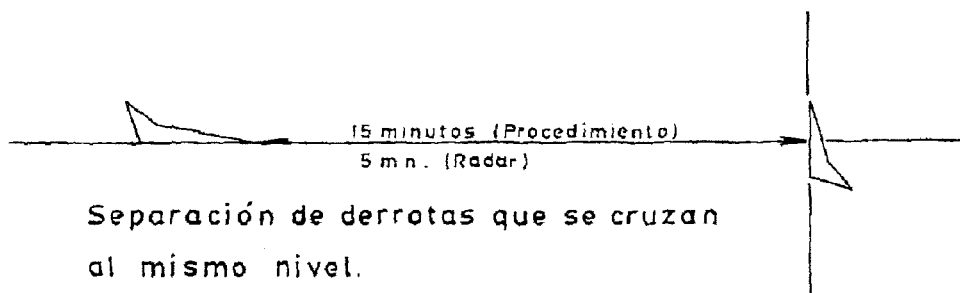 15 minutos (Procedimiento)
5 m n. (Radar)
Separación de derrotas que se cruzan
al mismo nivel.